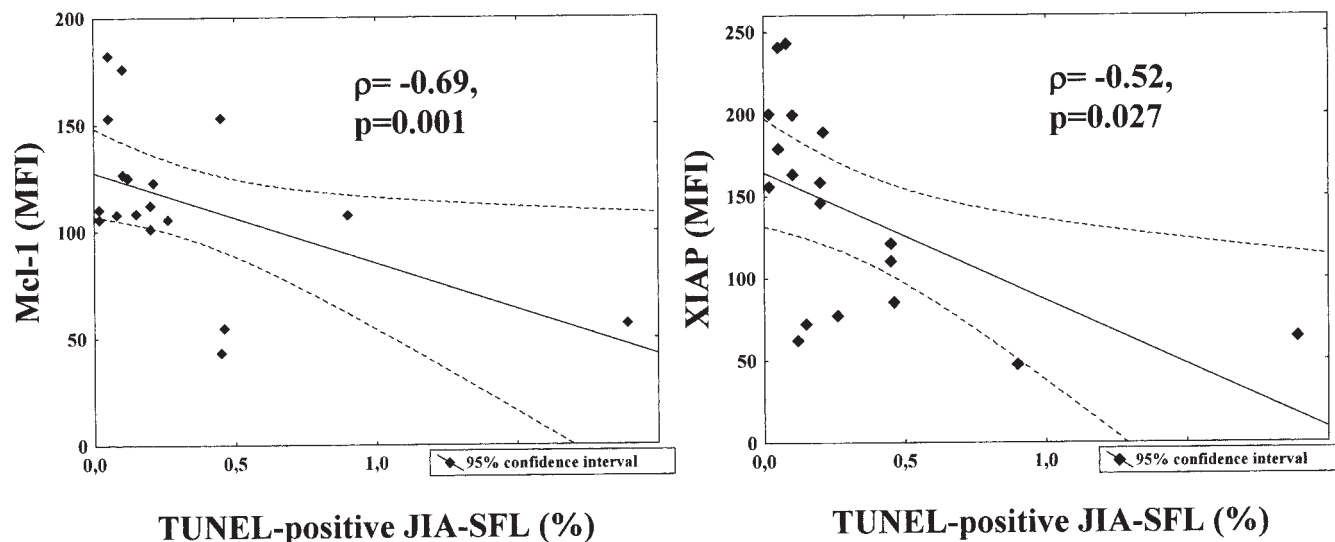 200
150
100
50
0
Mcl-1 (MFI)
ρ= -0.69,
p=0.001
0,0
0,5
1,0
95% confidence interval
TUNEL-positive JIA-SFL (%)
250
200
150
100
50
0
XIAP (MFI)
ρ= -0.52,
p=0.027
0,0
0,5
1,0
95% confidence interval
TUNEL-positive JIA-SFL (%)